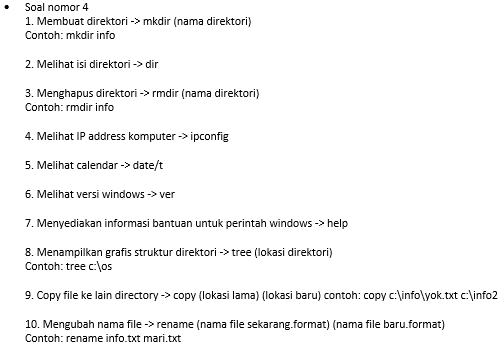 • Soal nomor 4
1. Membuat direktori -> mkdir (nama direktori)
Contoh: mkdir info
2. Melihat isi direktori -> dir
3. Menghapus direktori -> rmdir (nama direktori)
Contoh: rmdir info
4. Melihat IP address komputer -> ipconfig
5. Melihat calendar -> date/t
6. Melihat versi windows -> ver
7. Menyediakan informasi bantuan untuk perintah windows -> help
8. Menampilkan grafis struktur direktori -> tree (lokasi direktori)
Contoh: tree c:\os
9. Copy file ke lain directory -> copy (lokasi lama) (lokasi baru) contoh: copy c:\info\yok.txt c:\info2
10. Mengubah nama file -> rename (nama file sekarang.format) (nama file baru.format)
Contoh: rename info.txt mari.txt